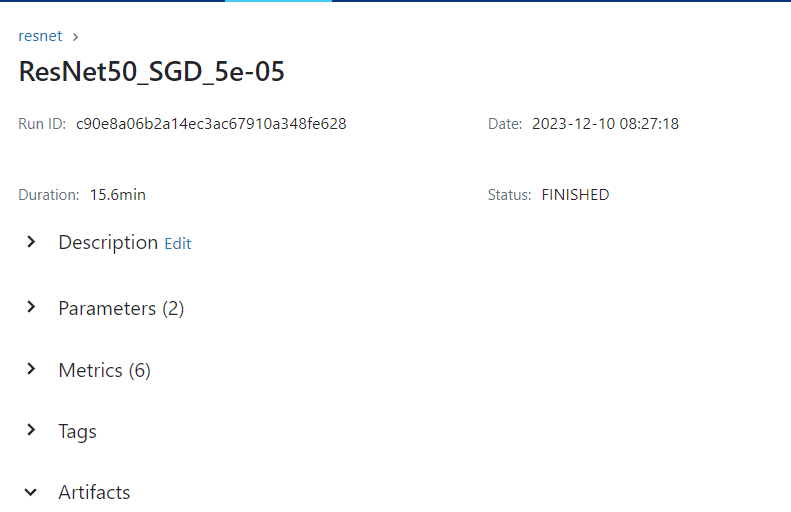 resnet >
ResNet50_SGD_5e-05
Run ID: c90e8a06b2a14ec3ac67910a348fe628 Date: 2023-12-10 08:27:18
Duration: 15.6min Status: FINISHED
Description Edit
Parameters (2)
Metrics (6)
Tags
Artifacts